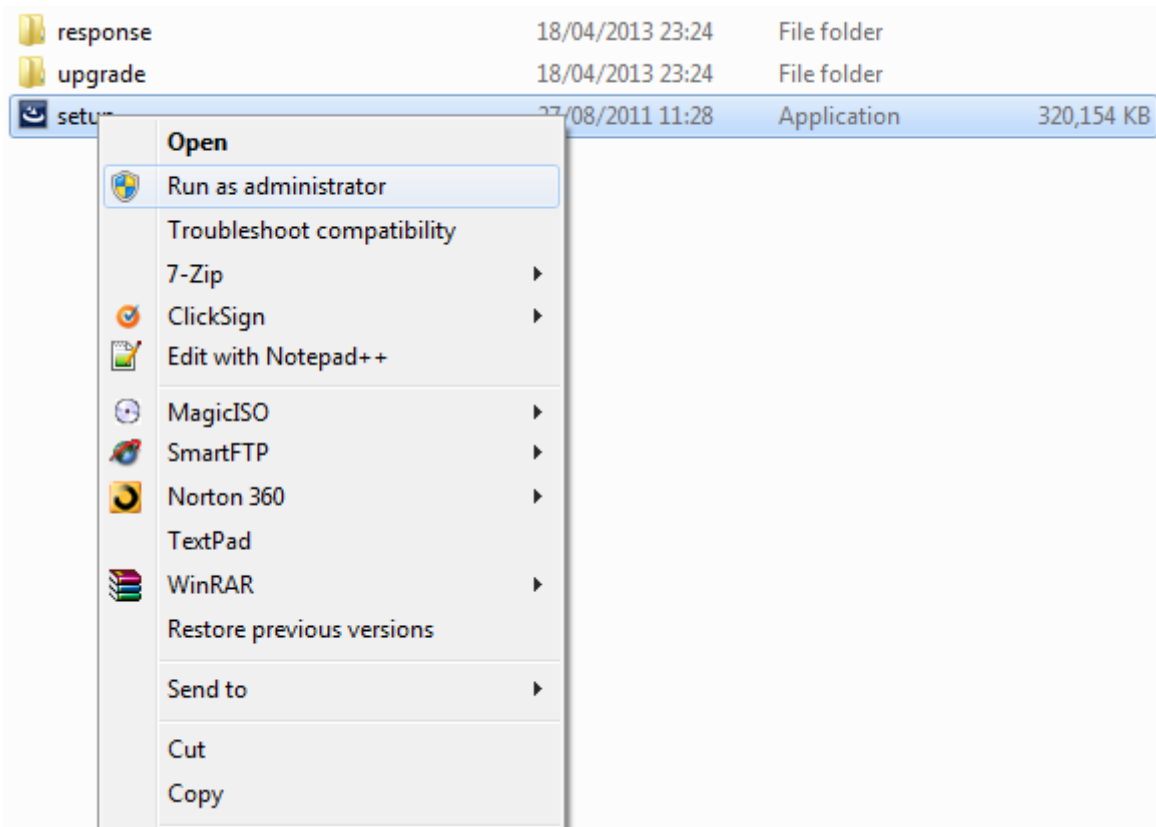 response 18/04/2013 23:24 File folder
upgrade 18/04/2013 23:24 File folder
setup 27/08/2011 11:28 Application 320,154 KB
Open
Run as administrator
Troubleshoot compatibility
7-Zip
ClickSign
Edit with Notepad++
MagicISO
SmartFTP
Norton 360
TextPad
WinRAR
Restore previous versions
Send to
Cut
Copy